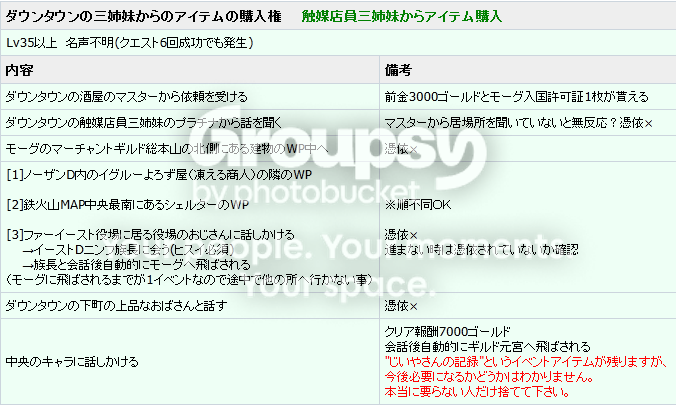 ダウンタウンの三姉妹からのアイテムの購入権 触媒店員三姉妹からアイテム購入
Lv35以上 名声不明(クエスト6回成功でも発生)
内容 備考
ダウンタウンの酒屋のマスターから依頼を受ける 前金3000ゴールドとモーグ入国許可証1枚が貰える
ダウンタウンの触媒店員三姉妹のプラチナから話を聞く マスターから居場所を聞いていないと無反応?憑依×
モーグのマーチャントギルド総本山の北側にある建物のWP中へ 憑依×
[1]ノーザンD内のイグルーよろず屋(凍える商人)の隣のWP
[2]鉄火山MAP中央最南にあるシェルターのWP ※順不同OK
[3]ファーイースト役場に居る役場のおじさんに話しかける 憑依×
→イーストDニンフ族長に会う(ヒスイ必須) 進まない時は憑依されていないか確認
→族長と会話後自動的にモーグへ飛ばされる
(モーグに飛ばされるまでが1イベントなので途中で他の所へ行かない事)
ダウンタウンの下町の上品なおばさんと話す 憑依×
中央のキャラに話しかける クリア報酬7000ゴールド
会話後自動的にギルド元宮へ飛ばされる
"じいやさんの記録"というイベントアイテムが残りますが、
今後必要になるかどうかはわかりません。
本当に要らない人だけ捨てて下さい。
Groupsy
by photobucket
People. Your moments.
Your space.